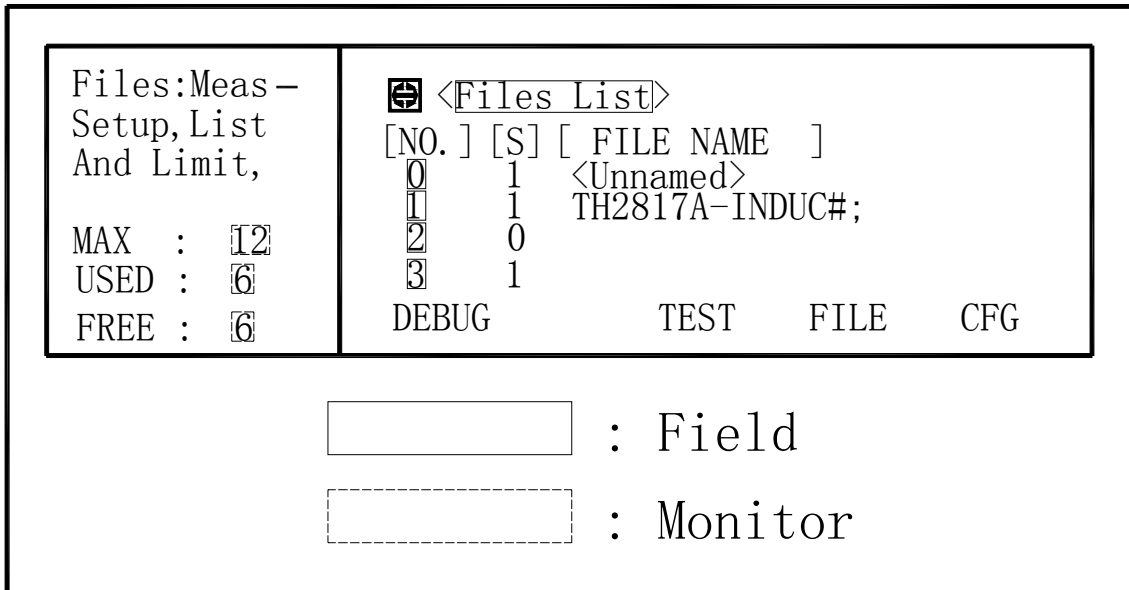 Files:Meas—
Setup,List
And Limit,
MAX : 12
USED : 6
FREE : 6
<Files List>
[NO.] [S] [ FILE NAME ]
0 1 <Unnamed>
1 1 TH2817A-INDUC#;
2 0
3 1
DEBUG TEST FILE CFG
: Field
: Monitor